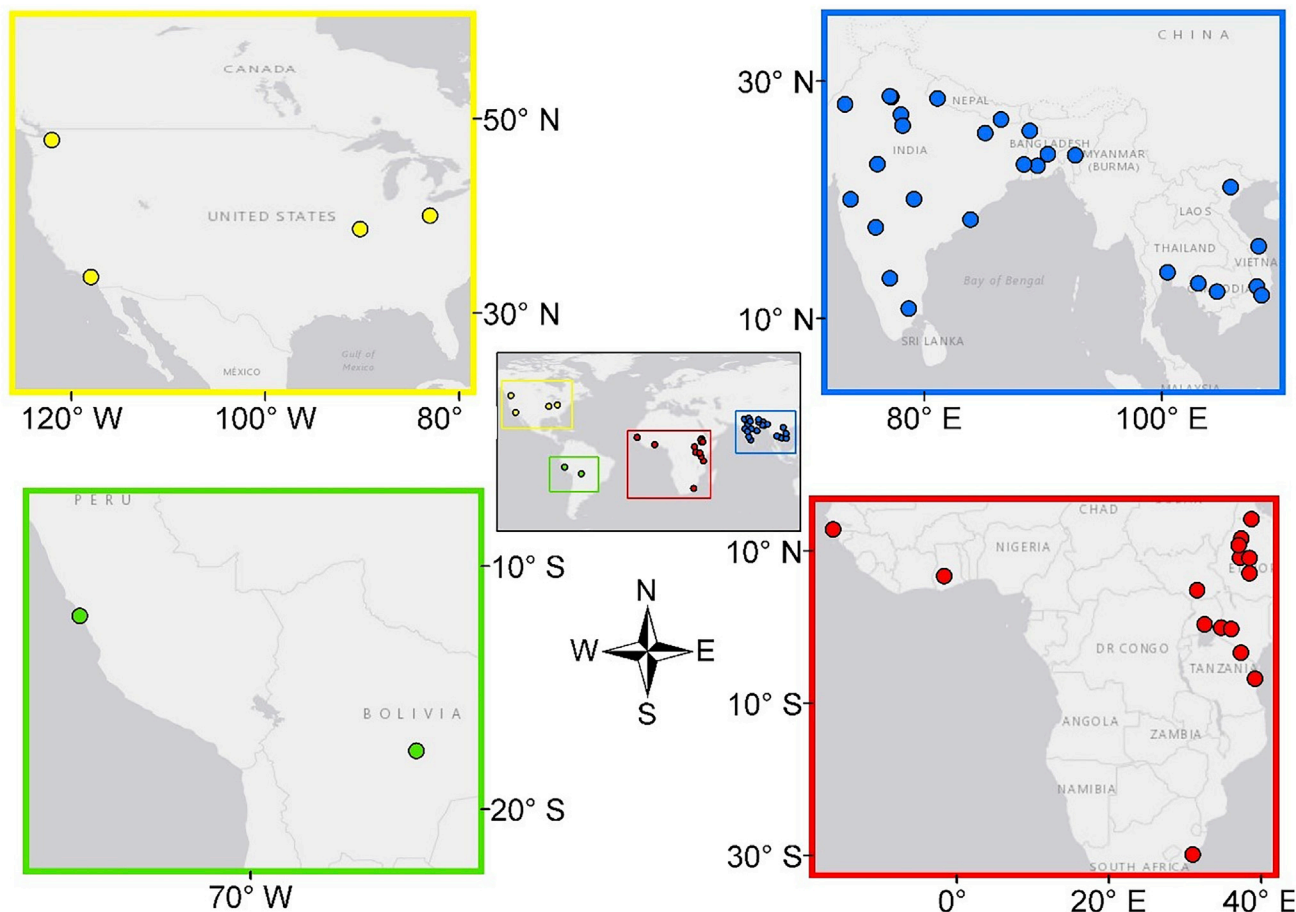 CANADA
UNITED STATES
MÉXICO
Gulf of
Mexico
50° N
30° N
120° W
100° W
80°
CHINA
NEPAL
INDIA
BANGLADESH
MYANMAR
(BURMA)
LAOS
THAILAND
VIETNA
Bay of Bengal
SRI LANKA
MALAYSIA
30° N
10° N
80° E
100° E
PERU
BOLIVIA
10° S
20° S
70° W
N
W
E
S
CHAD
NIGERIA
DR CONGO
TANZANIA
ANGOLA
ZAMBIA
NAMIBIA
SOUTH AFRICA
10° N
10° S
30° S
0°
20° E
40° E